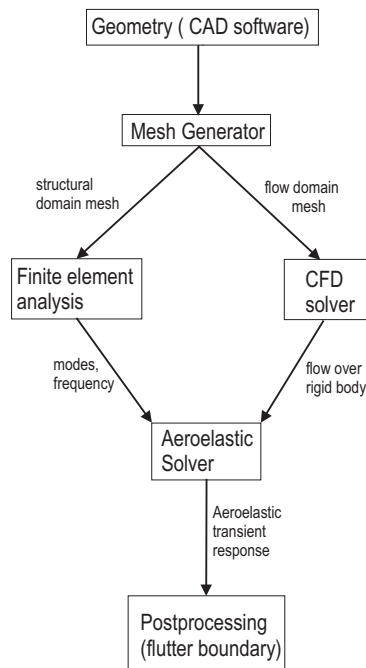 Geometry ( CAD software)
Mesh Generator
structural
domain mesh
flow domain
mesh
Finite element
analysis
CFD
solver
modes,
frequency
flow over
rigid body
Aeroelastic
Solver
Aeroelastic
transient
response
Postprocessing
(flutter boundary)